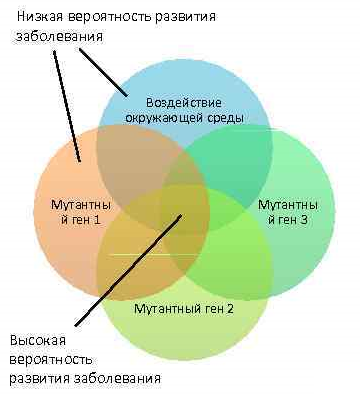 Низкая вероятность развития
заболевания
Воздействие
окружающей среды
Мутантны
й ген 1
Мутантны
й ген 3
Мутантный ген 2
Высокая
вероятность
развития заболевания